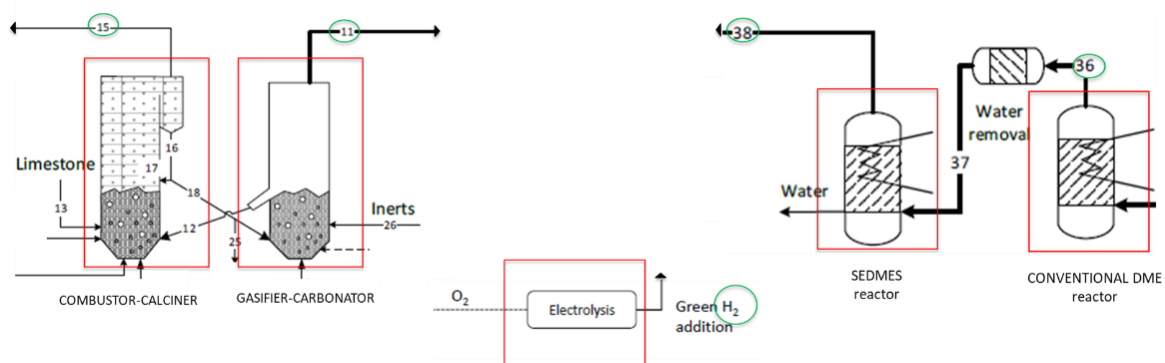 15
11
38
36
Water
removal
16
17
Limestone
18
37
13
Inerts
12
25
26
Water
COMBUSTOR-CALCINER
GASIFIER-CARBONATOR
SEDMES
reactor
CONVENTIONAL DME
reactor
O₂
Electrolysis
Green H₂
addition